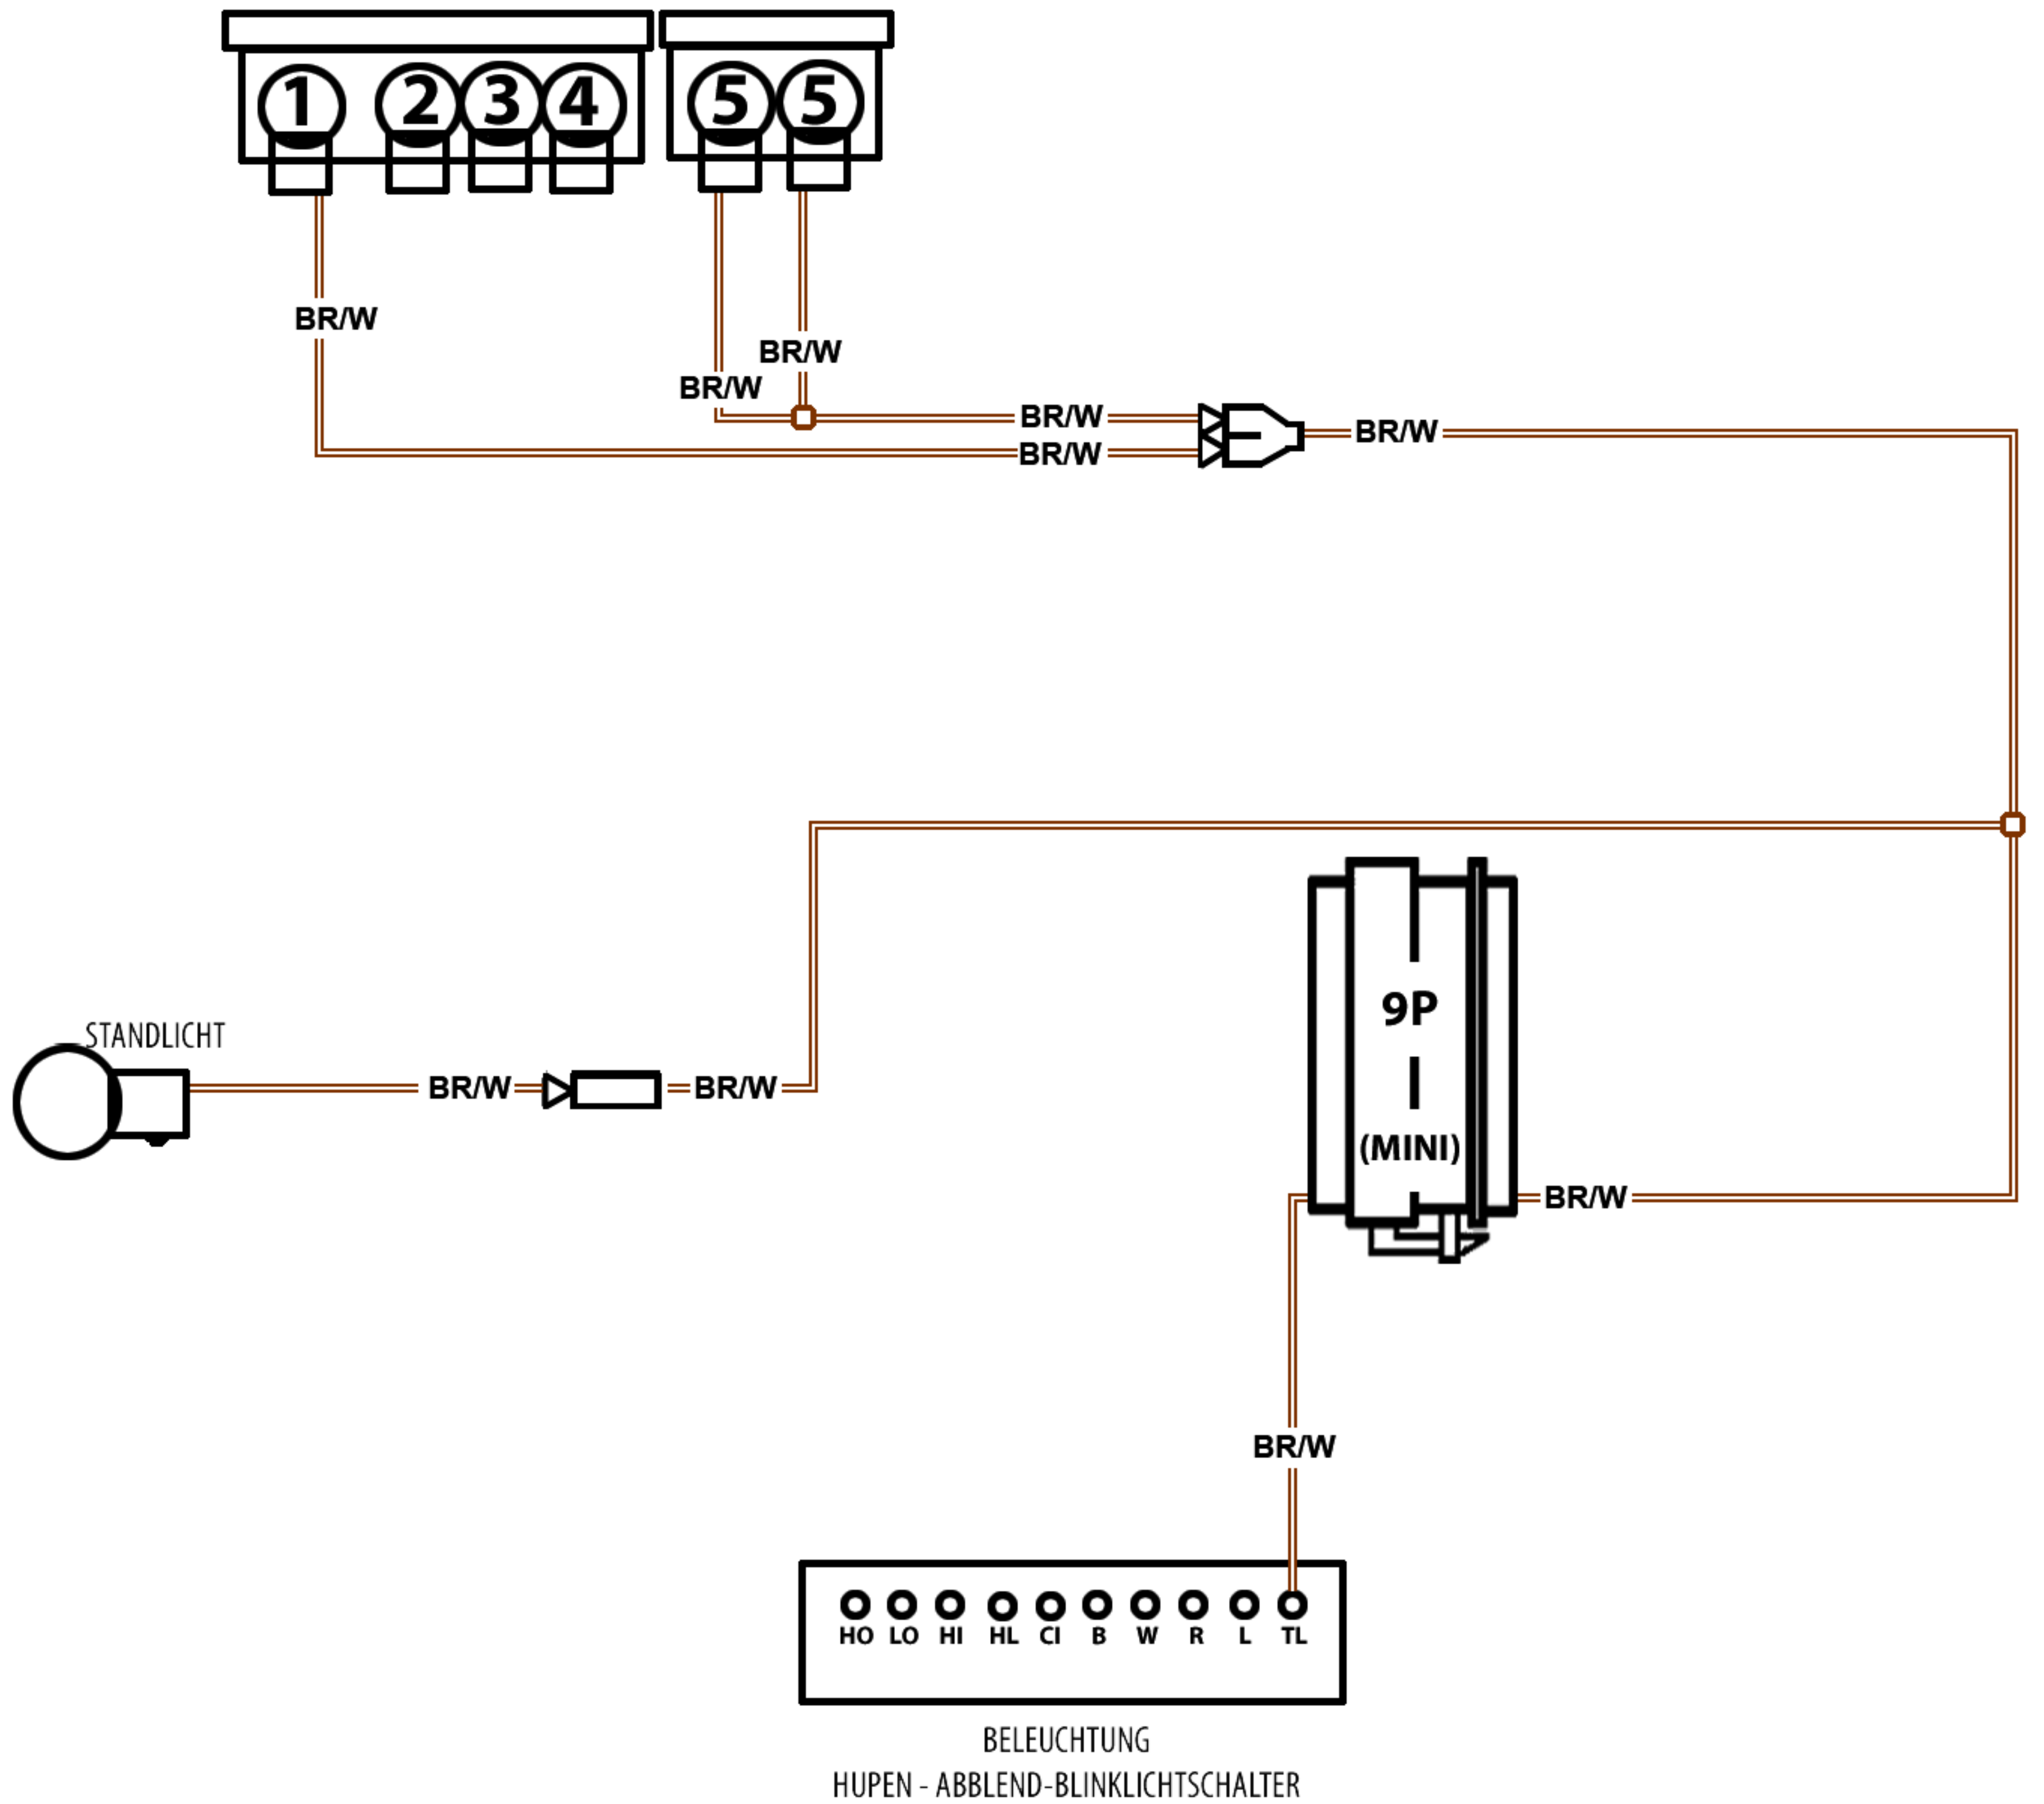 1 2 3 4 5 5
BR/W
BR/W
BR/W
BR/W
BR/W
BR/W
STANDLICHT
9P
BR/W
BR/W
(MINI)
BR/W
BR/W
HO LO HI HL CI B W R L TL
BELEUCHTUNG
HUPEN - ABBLEND-BLINKLICHTSCHALTER